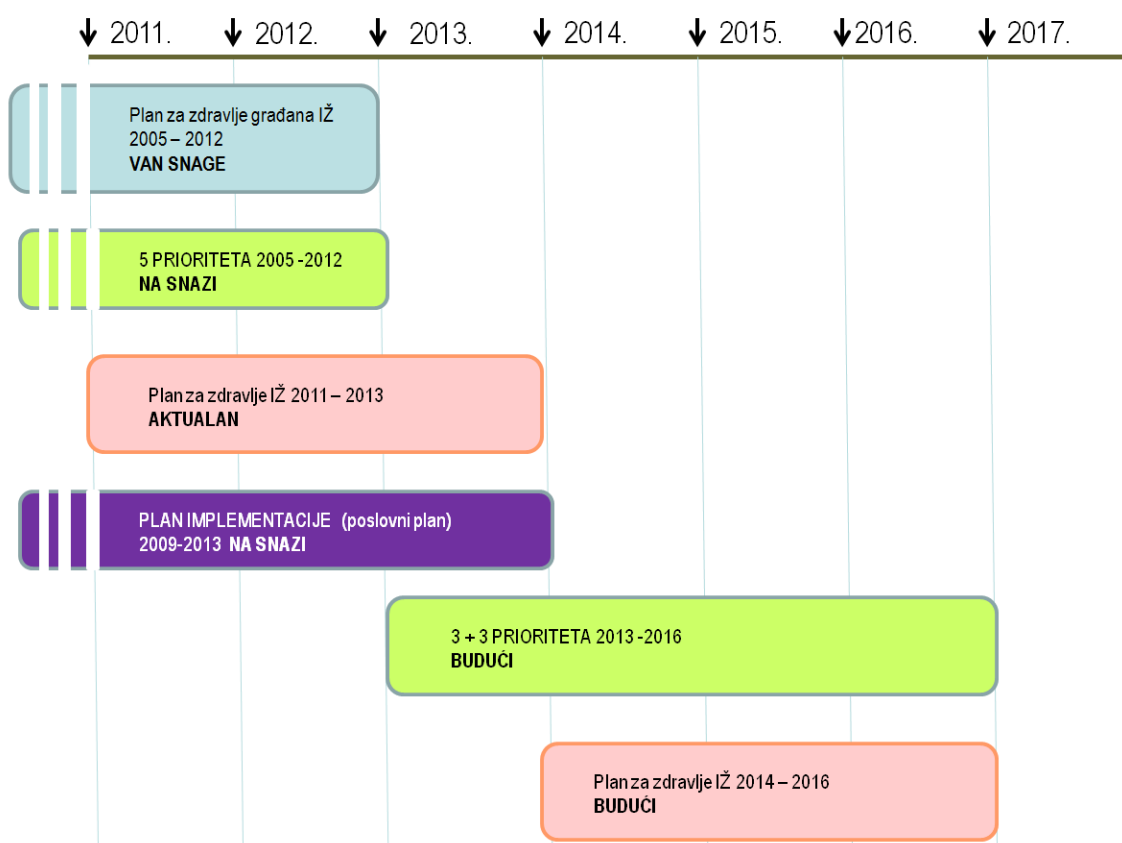 2011. 2012. 2013. 2014. 2015. 2016. 2017.
Plan za zdravlje građana IŽ
2005 – 2012
VAN SNAGE
5 PRIORITETA 2005 -2012
NA SNAZI
Plan za zdravlje IŽ 2011 – 2013
AKTUALAN
PLAN IMPLEMENTACIJE (poslovni plan)
2009-2013 NA SNAZI
3 + 3 PRIORITETA 2013 -2016
BUDUĆI
Plan za zdravlje IŽ 2014 – 2016
BUDUĆI